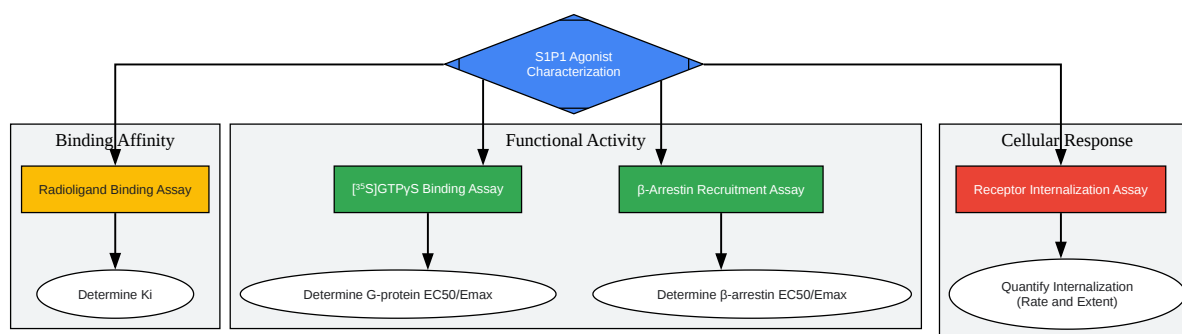 S1P1 Agonist
Characterization
Binding Affinity
Functional Activity
Cellular Response
Radioligand Binding Assay
[³⁵S]GTPγS Binding Assay
β-Arrestin Recruitment Assay
Receptor Internalization Assay
Determine Ki
Determine G-protein EC50/Emax
Determine β-arrestin EC50/Emax
Quantify Internalization
(Rate and Extent)